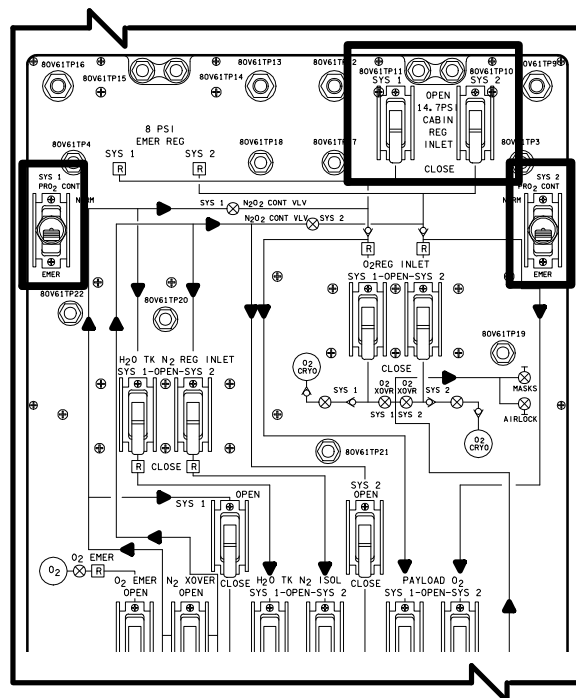 80V61TP16
80V61TP15
80V61TP13
80V61TP14
80V61TP11
SYS 1
80V61TP10
SYS 2
80V61TP9
OPEN
14.7PSI
CABIN
REG
INLET
CLOSE
8 PSI
EMER REG
SYS 1
SYS 2
80V61TP4
80V61TP18
80V61TP3
SYS 1
PRO2 CONT
NORM
EMER
SYS 2
PRO2 CONT
EMER
SYS 1
N2O2 CONT VLV
N2O2 CONT VLV
SYS 2
O2REG INLET
SYS 1-OPEN-SYS 2
CLOSE
80V61TP22
80V61TP20
80V61TP19
H2O TK N2 REG INLET
SYS 1-OPEN-SYS 2
CLOSE
O2
CRYO
SYS 1
O2
XOVR
O2
XOVR
SYS 2
SYS 1
SYS 2
MASKS
AIRLOCK
O2
CRYO
80V61TP21
SYS 1
OPEN
CLOSE
SYS 2
OPEN
CLOSE
O2
O2 EMER
O2 EMER
OPEN
N2 XOVER
OPEN
H2O TK N2 ISOL
SYS 1-OPEN-SYS 2
PAYLOAD O2
SYS 1-OPEN-SYS 2
R
R
R
R
R
R
R